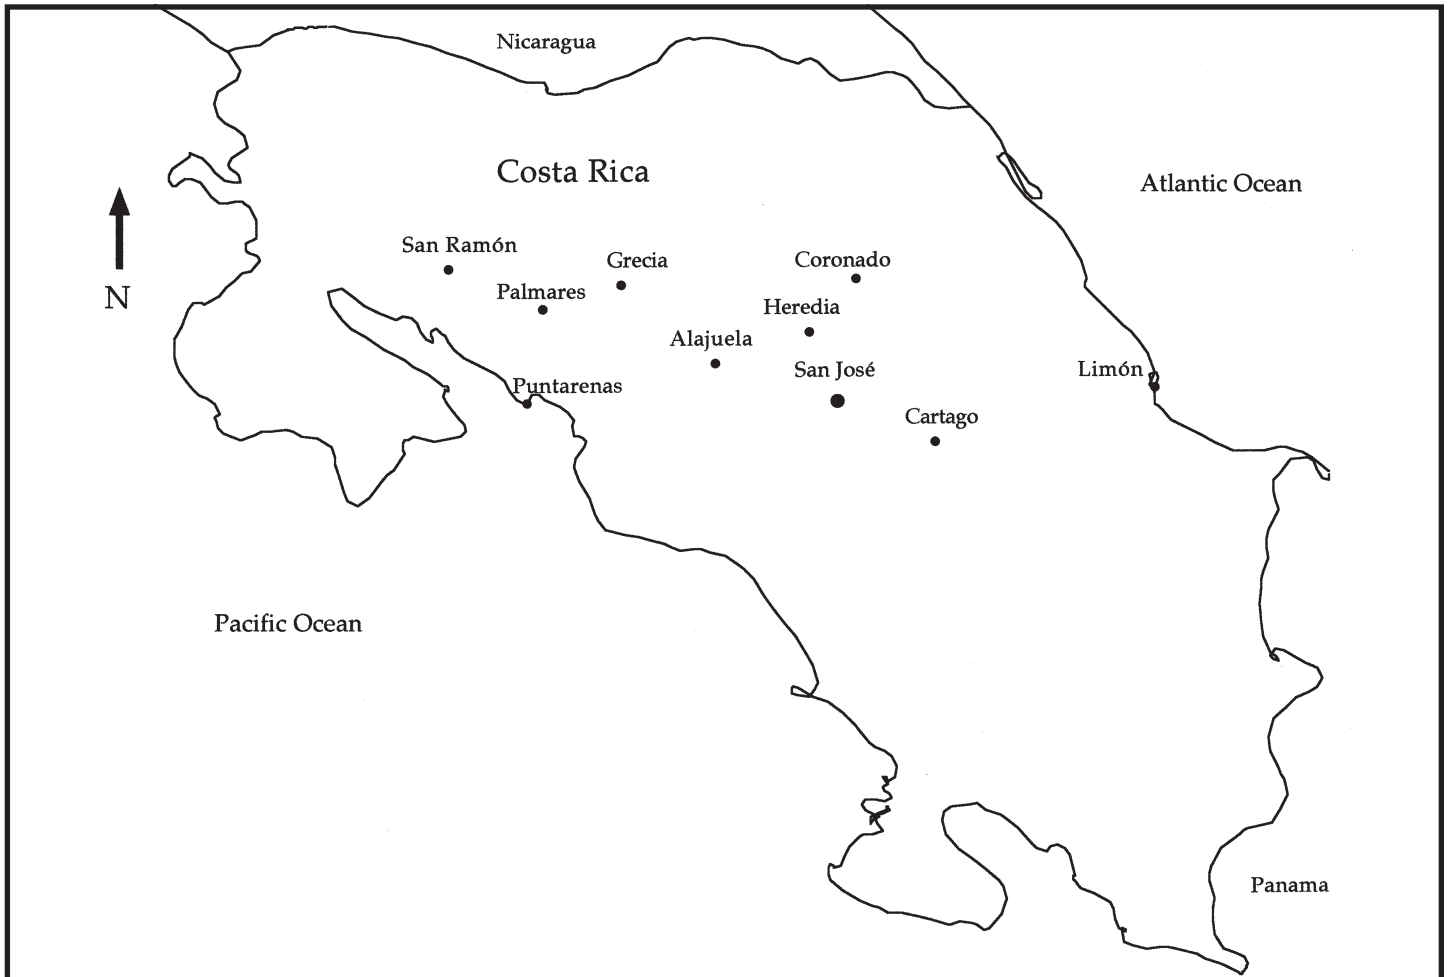 Nicaragua
Costa Rica
Atlantic Ocean
San Ramón
Grecia
Coronado
Palmares
N
Heredia
Alajuela
San José
Limón
Puntarenas
Cartago
Pacific Ocean
Panama